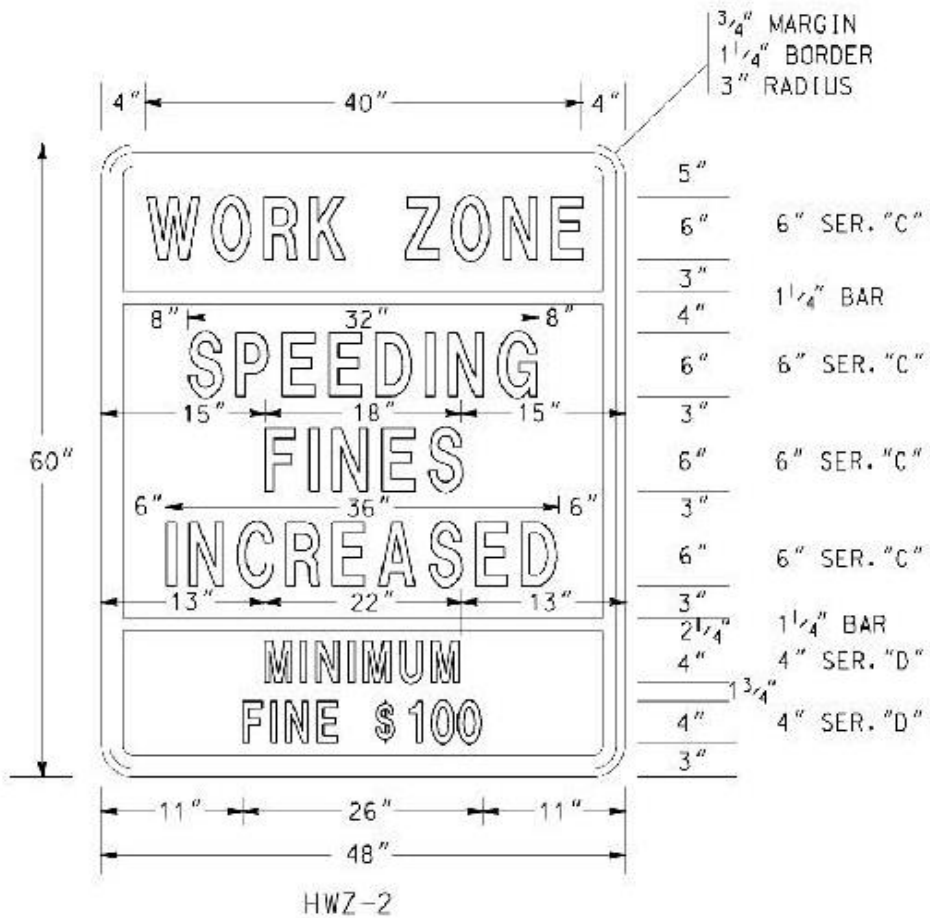 3/4" MARGIN
1 1/4" BORDER
3" RADIUS
4" 40" 4"
5"
WORK ZONE 6" 6" SER. "C"
3"
1 1/4" BAR
8" 32" 8" 4"
SPEEDING 6" 6" SER. "C"
15" 18" 15" 3"
60" FINES 6" 6" SER. "C"
6" 36" 6" 3"
INCREASED 6" 6" SER. "C"
13" 22" 13" 3"
2 1/4" 1 1/4" BAR
MINIMUM 4" 4" SER. "D"
1 3/4"
FINE $100 4" 4" SER. "D"
3"
11" 26" 11"
48"
HWZ-2